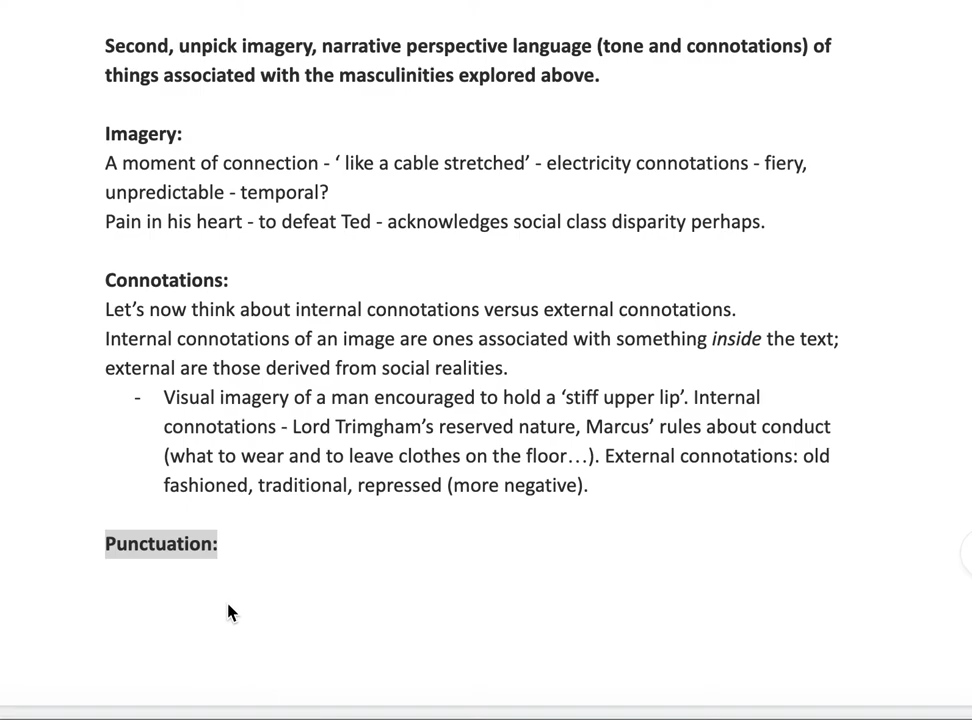 Second, unpick imagery, narrative perspective language (tone and connotations) of
things associated with the masculinities explored above.
Imagery:
A moment of connection - ‘ like a cable stretched’ - electricity connotations - fiery,
unpredictable - temporal?
Pain in his heart - to defeat Ted - acknowledges social class disparity perhaps.
Connotations:
Let’s now think about internal connotations versus external connotations.
Internal connotations of an image are ones associated with something inside the text;
external are those derived from social realities.
- Visual imagery of a man encouraged to hold a ‘stiff upper lip’. Internal
connotations - Lord Trimgham’s reserved nature, Marcus’ rules about conduct
(what to wear and to leave clothes on the floor…). External connotations: old
fashioned, traditional, repressed (more negative).
Punctuation: